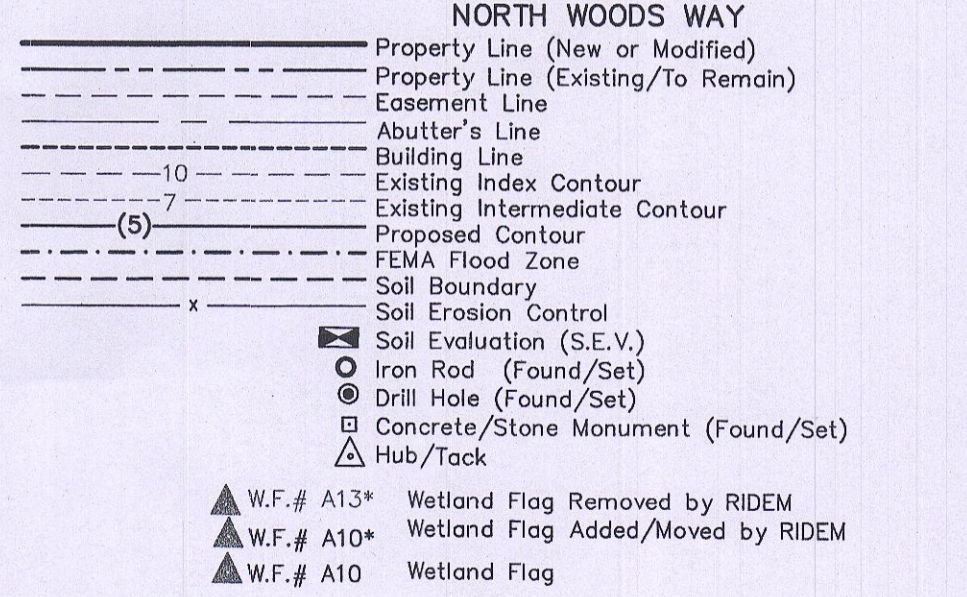 NORTH WOODS WAY
Property Line (New or Modified)
Property Line (Existing/To Remain)
Easement Line
Abutter's Line
Building Line
10 Existing Index Contour
7 Existing Intermediate Contour
(5) Proposed Contour
FEMA Flood Zone
Soil Boundary
x Soil Erosion Control
Soil Evaluation (S.E.V.)
Iron Rod (Found/Set)
Drill Hole (Found/Set)
Concrete/Stone Monument (Found/Set)
Hub/Tack
W.F.# A13* Wetland Flag Removed by RIDEM
W.F.# A10* Wetland Flag Added/Moved by RIDEM
W.F.# A10 Wetland Flag